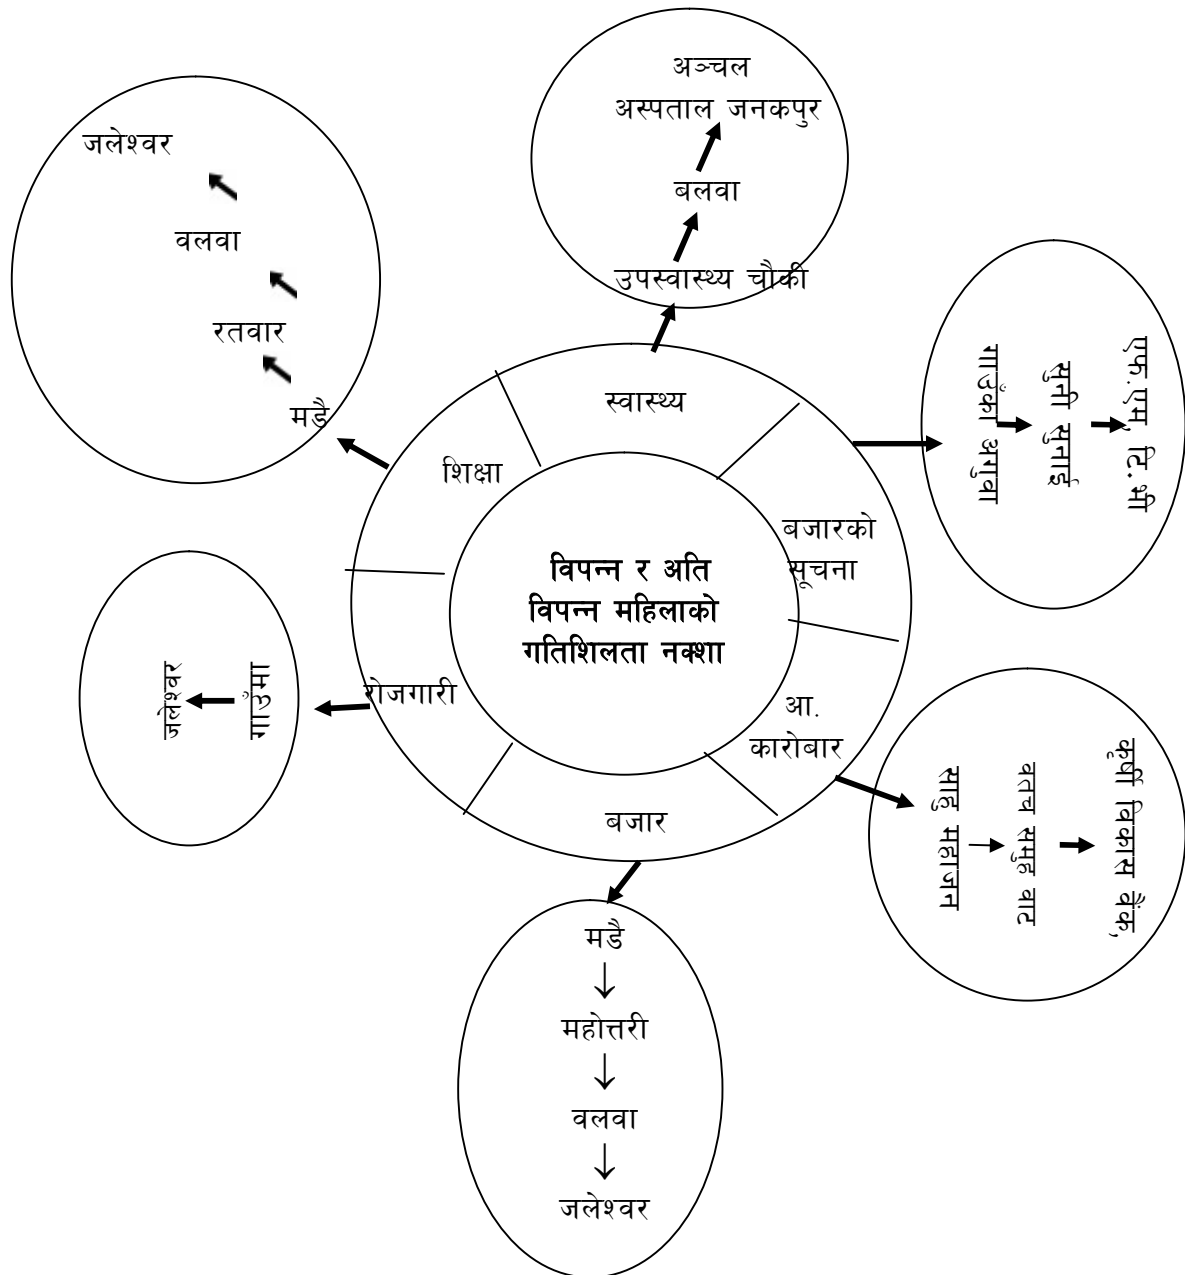 अञ्चल
अस्पताल जनकपुर
बलवा
उपस्वास्थ्य चौकी
जलेश्वर
वलवा
रतवार
मडै
स्वास्थ्य
शिक्षा
बजारको
सूचना
आ.
कारोबार
बजार
रोजगारी
विपन्न र अति
विपन्न महिलाको
गतिशिलता नक्शा
गाउँका अगुवा
सुनी सुनाई
एफ.एम, टि.भी
गाउँमा
जलेश्वर
साहु महाजन
वतच समुह बाट
कृर्षी विकास बैंक,
मडै
महोत्तरी
वलवा
जलेश्वर